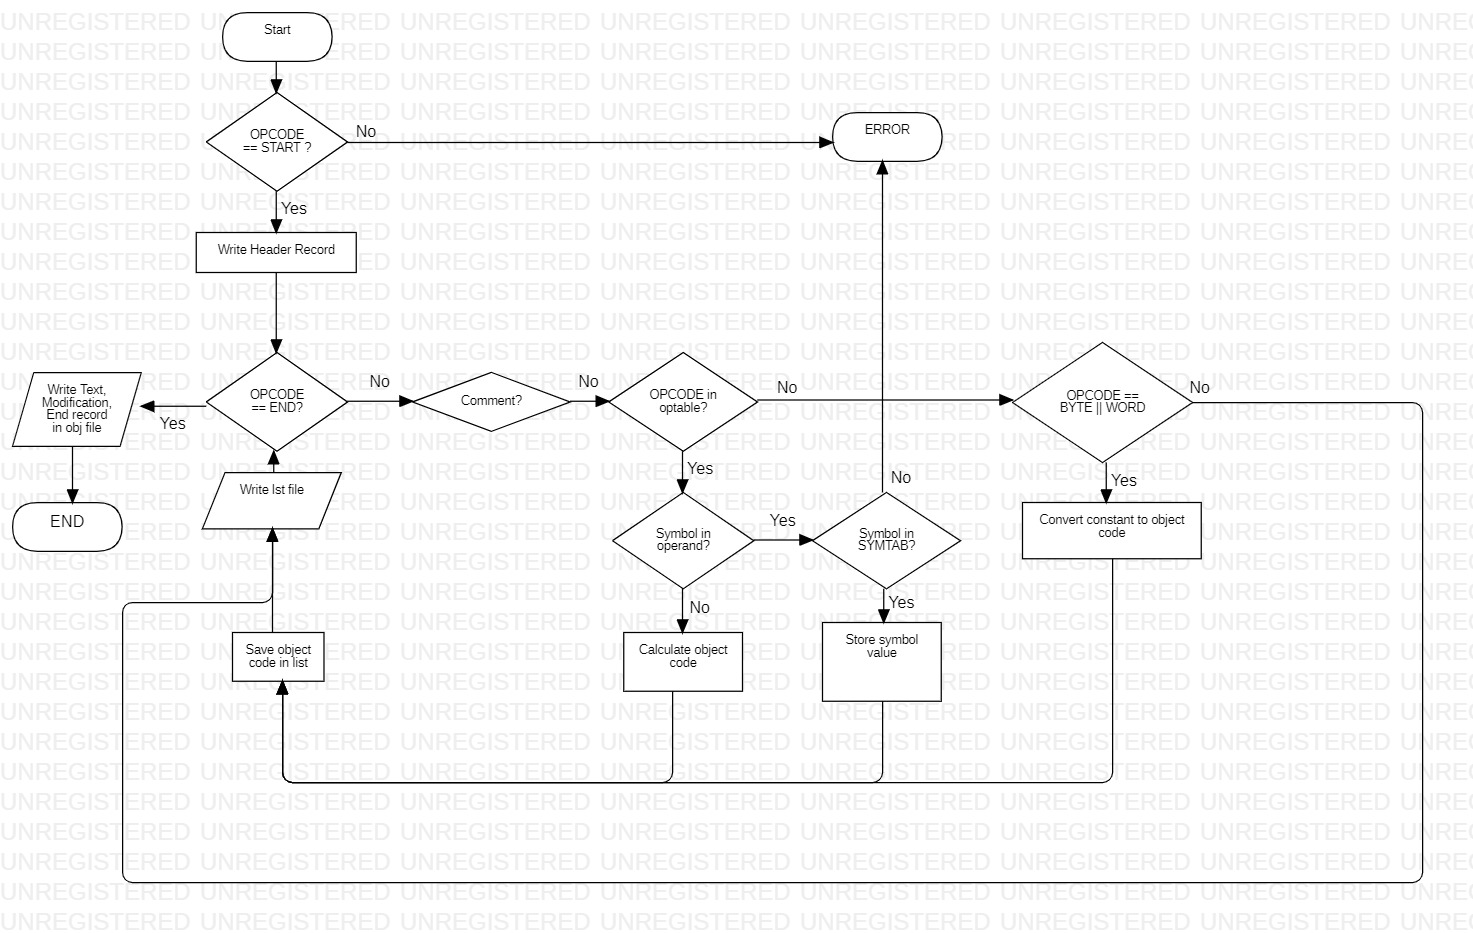 Start
OPCODE
== START ?
No
ERROR
Yes
Write Header Record
Write Text,
Modification,
End record
in obj file
Yes
OPCODE
== END?
No
Comment?
No
OPCODE in
optable?
No
OPCODE ==
BYTE || WORD
No
Yes
Yes
No
END
Write lst file
Symbol in
operand?
Yes
Symbol in
SYMTAB?
Convert constant to object
code
No
Yes
Save object
code in list
Calculate object
code
Store symbol
value
UNREGISTERED